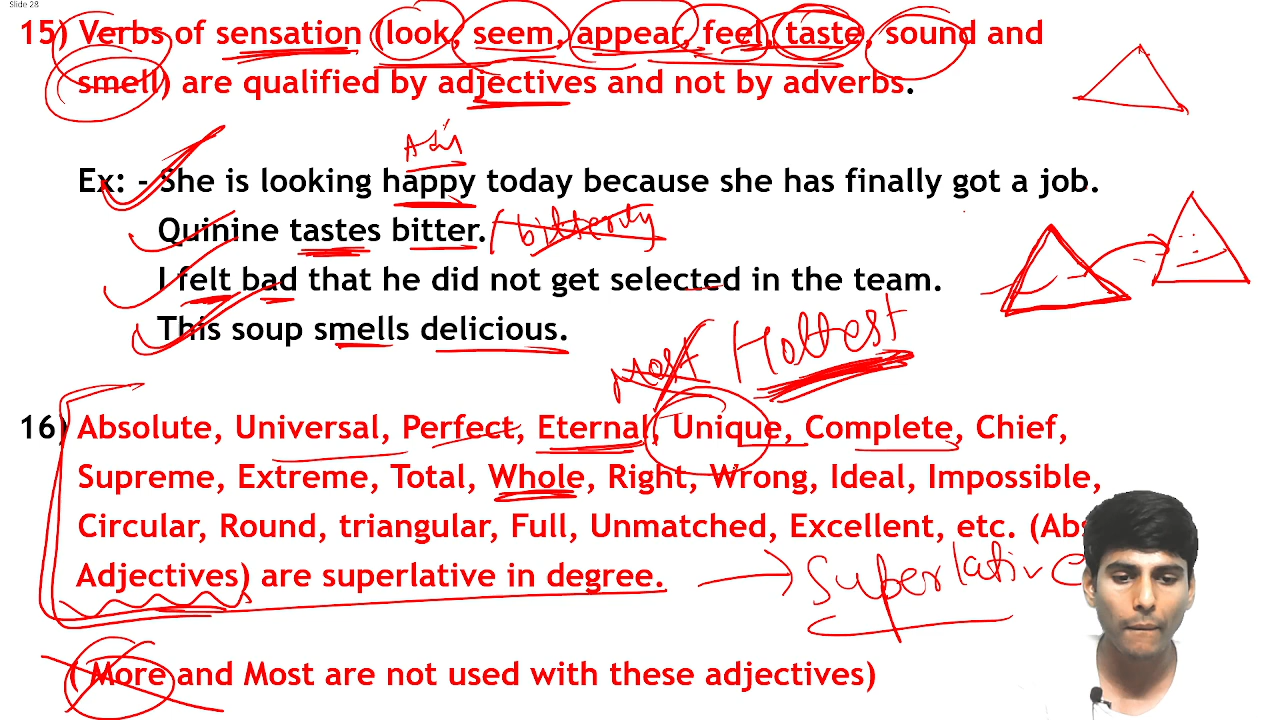 Slide 28
15) Verbs of sensation (look, seem, appear, feel, taste, sound and
smell) are qualified by adjectives and not by adverbs.
Adj
Ex: - She is looking happy today because she has finally got a job.
Quinine tastes bitter. (bitterity)
I felt bad that he did not get selected in the team.
This soup smells delicious.
Most Hottest
16) Absolute, Universal, Perfect, Eternal, Unique, Complete, Chief,
Supreme, Extreme, Total, Whole, Right, Wrong, Ideal, Impossible,
Circular, Round, triangular, Full, Unmatched, Excellent, etc. (Abs
Adjectives) are superlative in degree.
Superlative
( More and Most are not used with these adjectives)